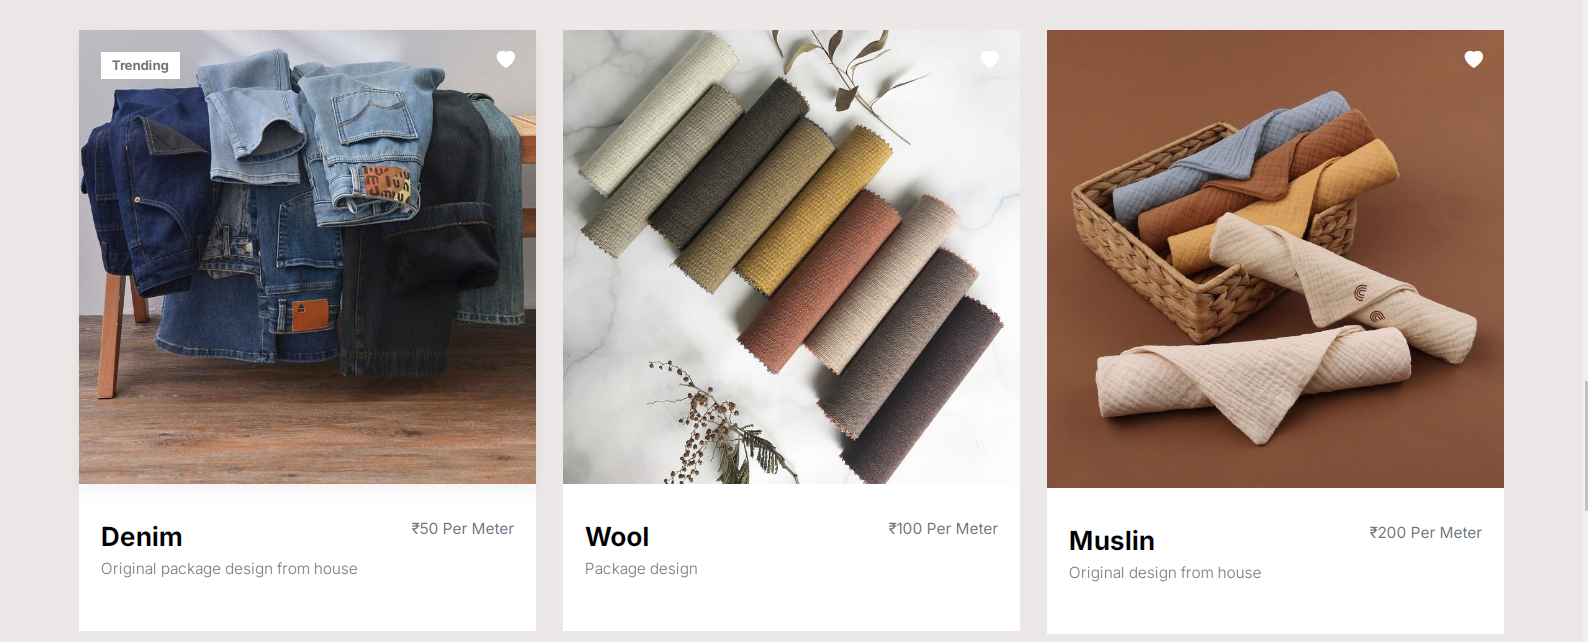 Trending
Denim
₹50 Per Meter
Original package design from house
Wool
₹100 Per Meter
Package design
Muslin
₹200 Per Meter
Original design from house